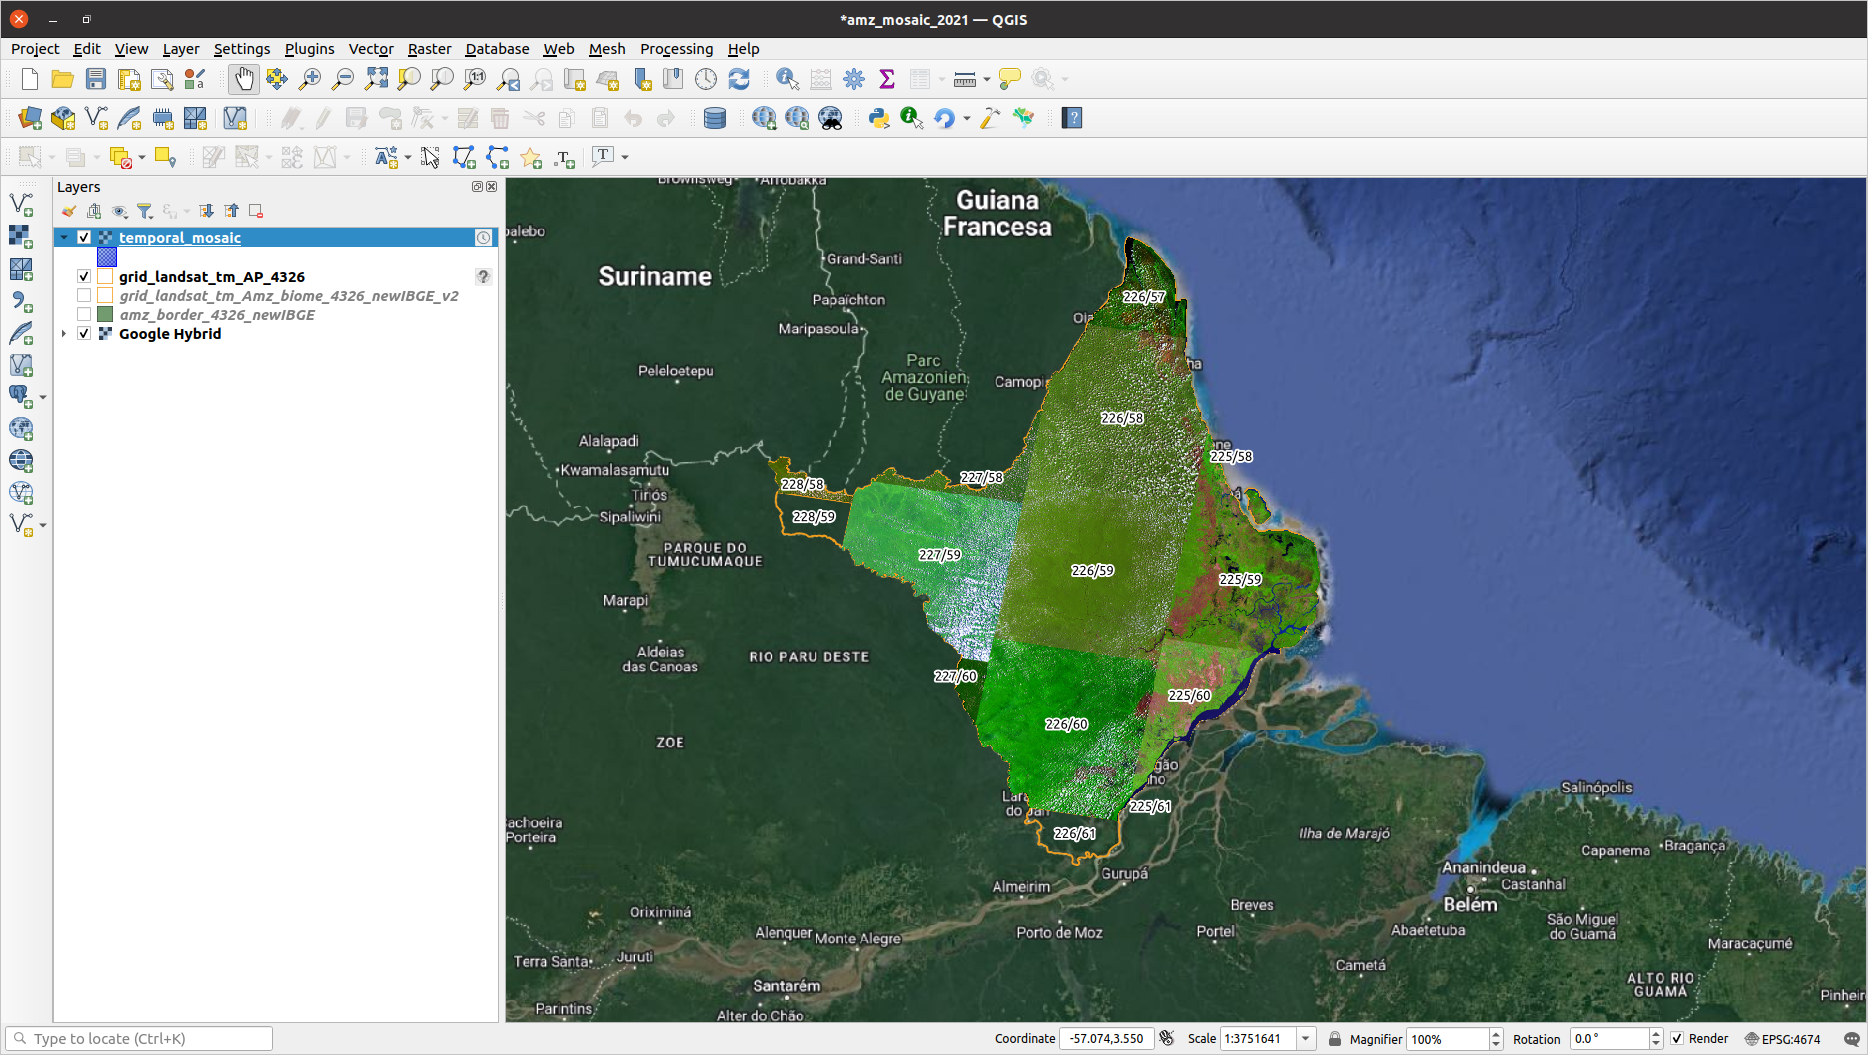 *amz_mosaic_2021 — QGIS
Project Edit View Layer Settings Plugins Vector Raster Database Web Mesh Processing Help
Layers
temporal_mosaic
grid_landsat_tm_AP_4326
grid_landsat_tm_Amz_biome_4326_newIBGE_v2
amz_border_4326_newIBGE
Google Hybrid
Guiana
Francesa
Suriname
Grand-Santi
Papaïchton
Maripasoula
Peleloetepu
Parc
Amazonien
de Guyane
Camopi
226/57
226/58
225/58
Alalapadi
Kwamalasamutu
Tiriós
Sipaliwini
228/58
227/58
228/59
227/59
226/59
225/59
PARQUE DO
TUMUCUMAQUE
Marapi
Aldeias
das Canoas
RIO PARU DESTE
227/60
226/60
225/60
ZOE
225/61
226/61
Salinópolis
Ilha de Marajó
Capanema
Bragança
Ananindeua
Castanhal
Belém
Gurupá
Almeirim
Breves
Portel
Porto de Moz
Abaetetuba
São Miguel
do Guamá
Maracaçumé
Cametá
ALTO RIO
GUAMÁ
Oriximiná
Alenquer
Monte Alegre
Terra Santa
Juruti
Santarém
Parintins
Alter do Chão
Type to locate (Ctrl+K)
Coordinate -57.074,3.550 Scale 1:3751641 Magnifier 100% Rotation 0.0 ° Render EPSG:4674